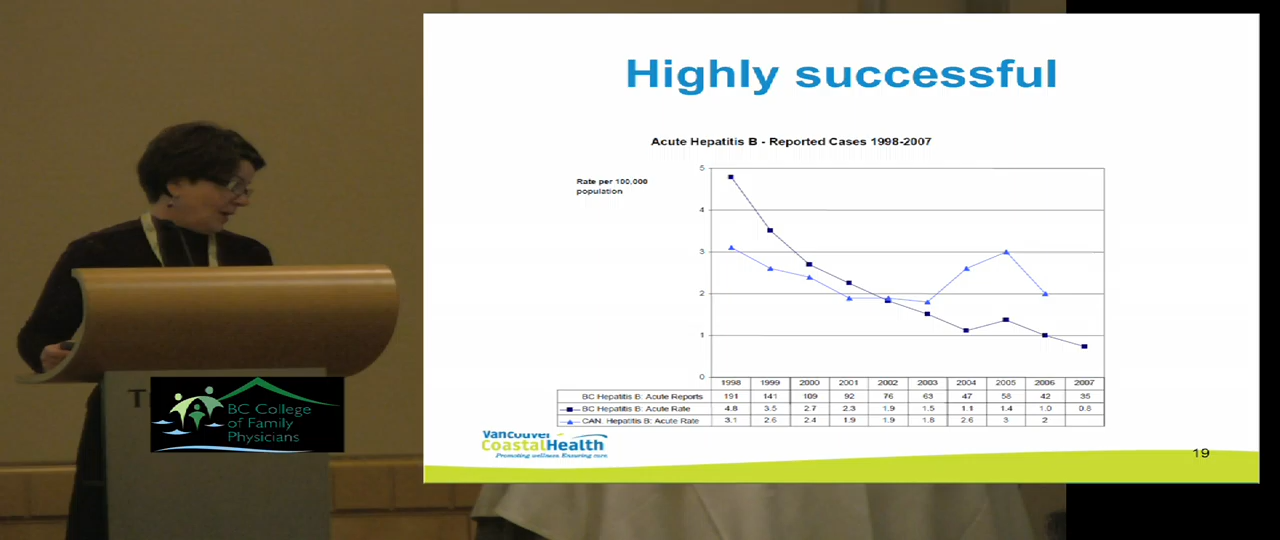 Highly successful
Acute Hepatitis B - Reported Cases 1998-2007
Rate per 100,000
population
5
4
3
2
1
0
1998 1999 2000 2001 2002 2003 2004 2005 2006 2007
BC Hepatitis B: Acute Reports 191 141 109 92 76 63 47 58 42 35
BC Hepatitis B: Acute Rate 4.8 3.5 2.7 2.3 1.9 1.5 1.1 1.4 1.0 0.8
CAN. Hepatitis B: Acute Rate 3.1 2.6 2.4 1.9 1.9 1.8 2.6 3 2
Vancouver
CoastalHealth
Promoting wellness. Ensuring care.
19
BC College
of Family
Physicians